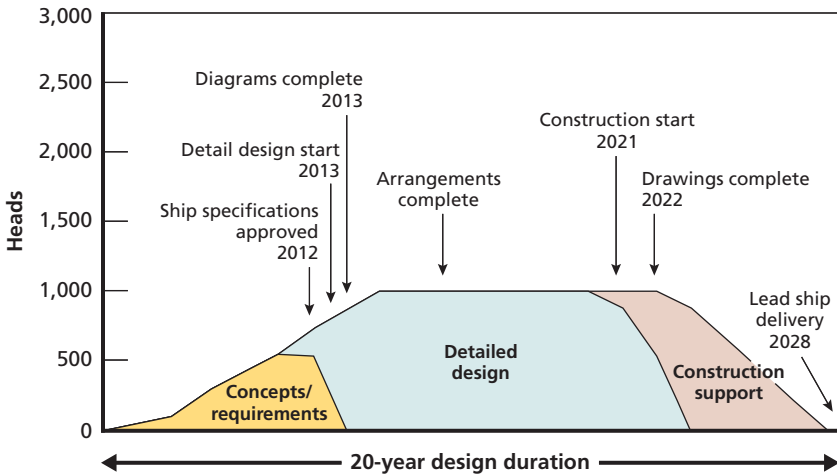 3,000
2,500
2,000
1,500
1,000
500
0
Heads
Diagrams complete
2013
Detail design start
2013
Ship specifications
approved
2012
Arrangements
complete
Construction start
2021
Drawings complete
2022
Lead ship
delivery
2028
Concepts/
requirements
Detailed
design
Construction
support
20-year design duration